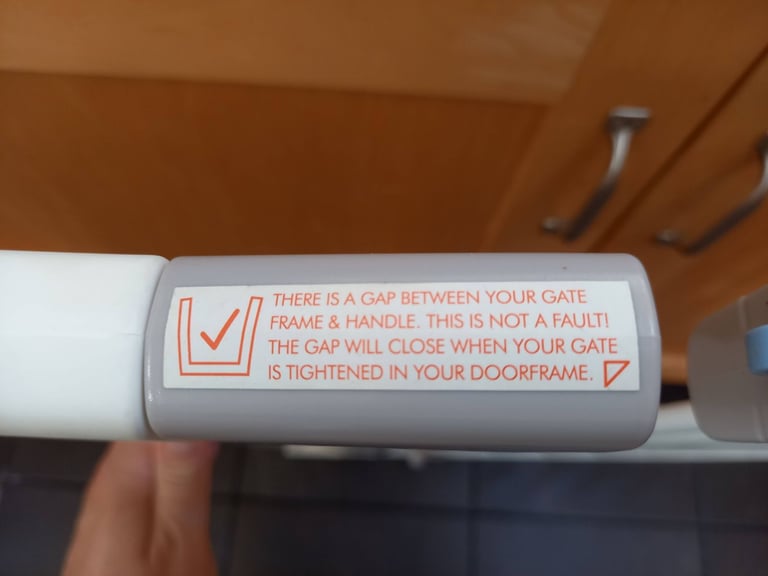 THERE IS A GAP BETWEEN YOUR GATE
FRAME & HANDLE. THIS IS NOT A FAULT!
THE GAP WILL CLOSE WHEN YOUR GATE
IS TIGHTENED IN YOUR DOORFRAME.